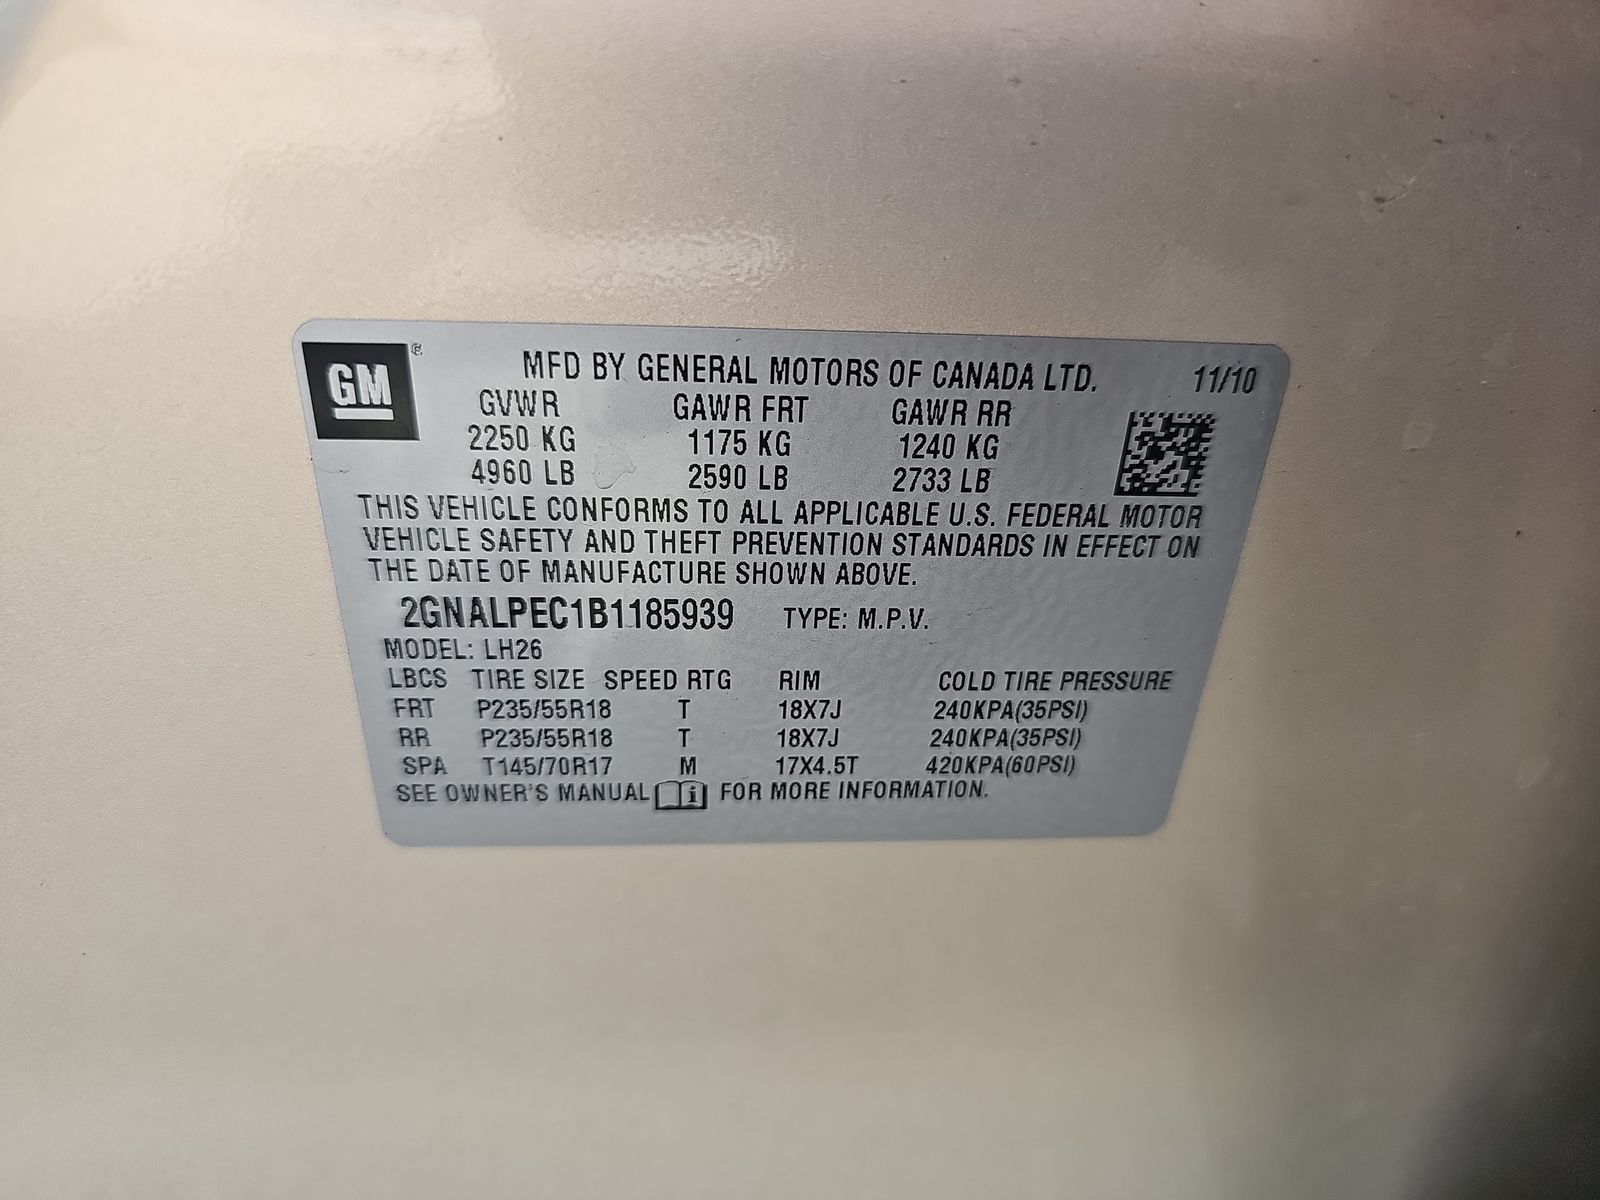 GM
MFD BY GENERAL MOTORS OF CANADA LTD. 11/10
GVWR GAWR FRT GAWR RR
2250 KG 1175 KG 1240 KG
4960 LB 2590 LB 2733 LB
THIS VEHICLE CONFORMS TO ALL APPLICABLE U.S. FEDERAL MOTOR
VEHICLE SAFETY AND THEFT PREVENTION STANDARDS IN EFFECT ON
THE DATE OF MANUFACTURE SHOWN ABOVE.
2GNALPEC1B1185939 TYPE: M.P.V.
MODEL: LH26
LBCS TIRE SIZE SPEED RTG RIM COLD TIRE PRESSURE
FRT P235/55R18 T 18X7J 240KPA(35PSI)
RR P235/55R18 T 18X7J 240KPA(35PSI)
SPA T145/70R17 M 17X4.5T 420KPA(60PSI)
SEE OWNER'S MANUAL i FOR MORE INFORMATION.